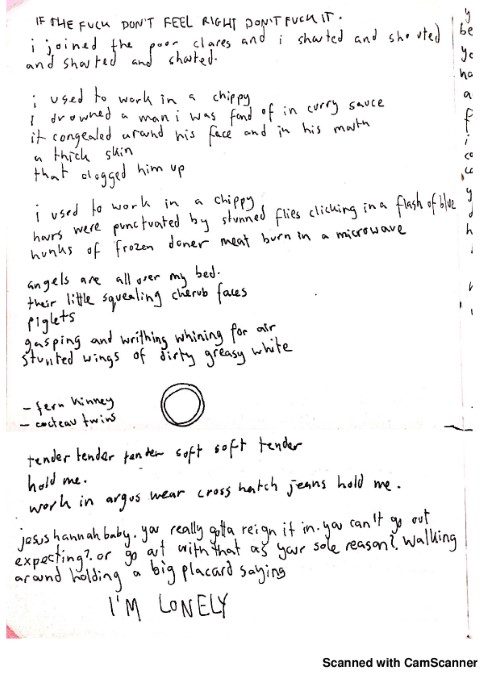 IF THE FUCK DON'T FEEL RIGHT DON'T FUCK IT.
i joined the poor clares and i shouted and shouted
and shouted and shouted.
i used to work in a chippy
I drowned a man i was fond of in curry sauce
it congealed around his face and in his mouth
a thick skin
that clogged him up
i used to work in a chippy
hours were punctuated by stunned flies clicking in a flash of blue
hunks of frozen doner meat burn in a microwave
angels are all over my bed.
their little squealing cherub faces
piglets
gasping and writhing whining for air
stunted wings of dirty greasy white
- fern kinney
- cocteau twins
tender tender tender soft soft tender
hold me.
work in argos wear cross hatch jeans hold me.
jesus hannah baby. you really gotta reign it in. you can't go out
expecting?. or go out with that as your sole reason?. walking
around holding a big placard saying
I'M LONELY
Scanned with CamScanner